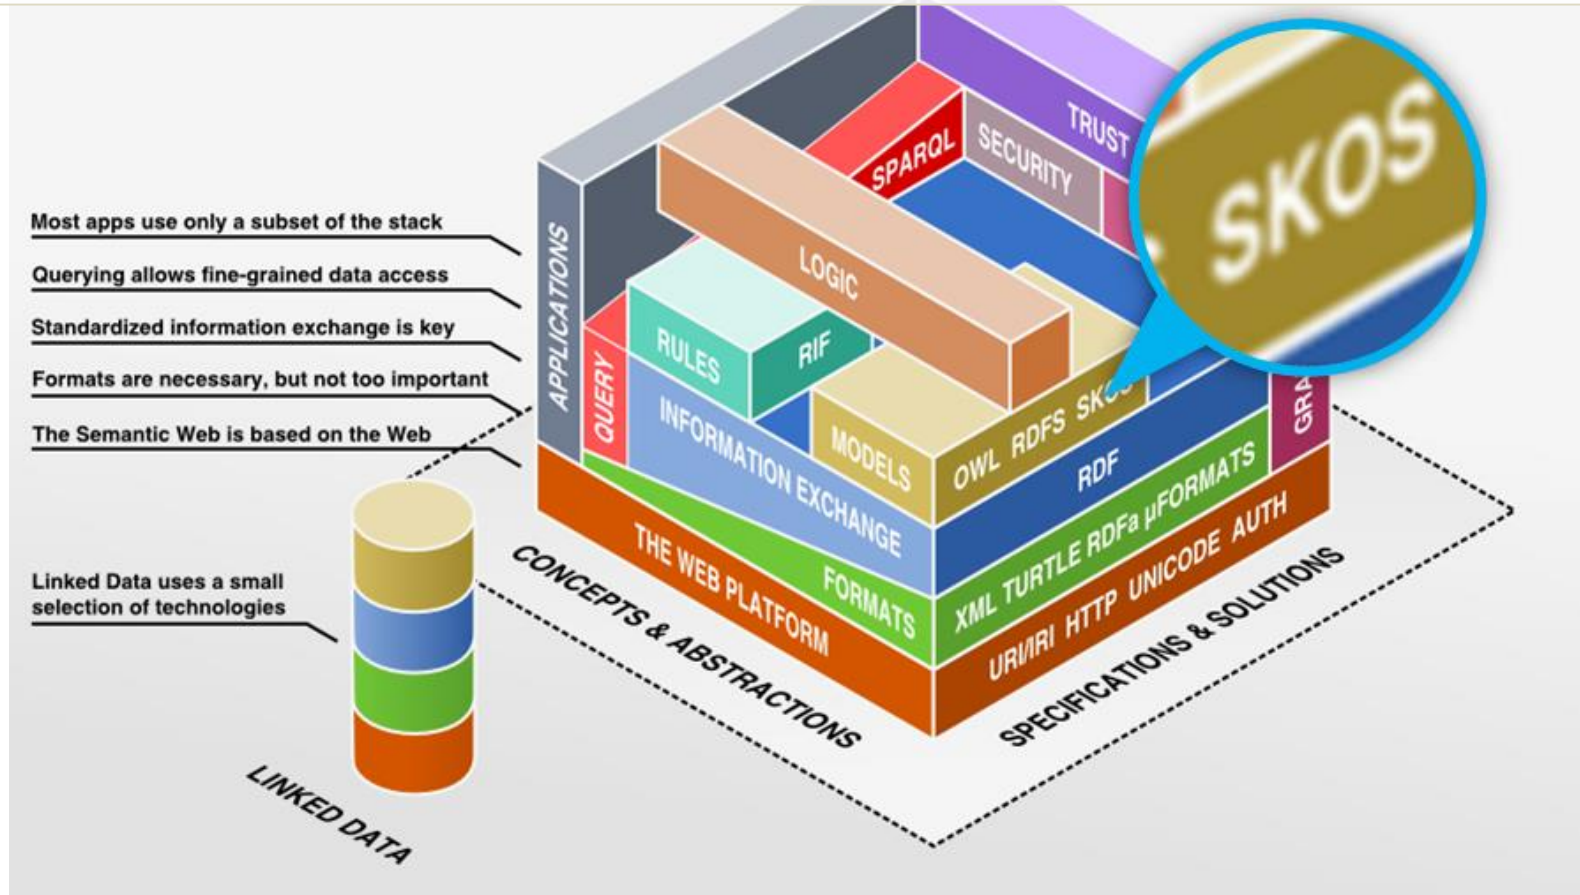 Most apps use only a subset of the stack
Querying allows fine-grained data access
Standardized information exchange is key
Formats are necessary, but not too important
The Semantic Web is based on the Web
Linked Data uses a small
selection of technologies
LINKED DATA
APPLICATIONS
QUERY
RULES
RIF
LOGIC
SPARQL
SECURITY
TRUST
SKOS
INFORMATION EXCHANGE
MODELS
OWL RDFS SKOS
RDF
FORMATS
XML TURTLE RDFa µFORMATS
THE WEB PLATFORM
URI/IRI HTTP UNICODE AUTH
GRA
CONCEPTS & ABSTRACTIONS
SPECIFICATIONS & SOLUTIONS